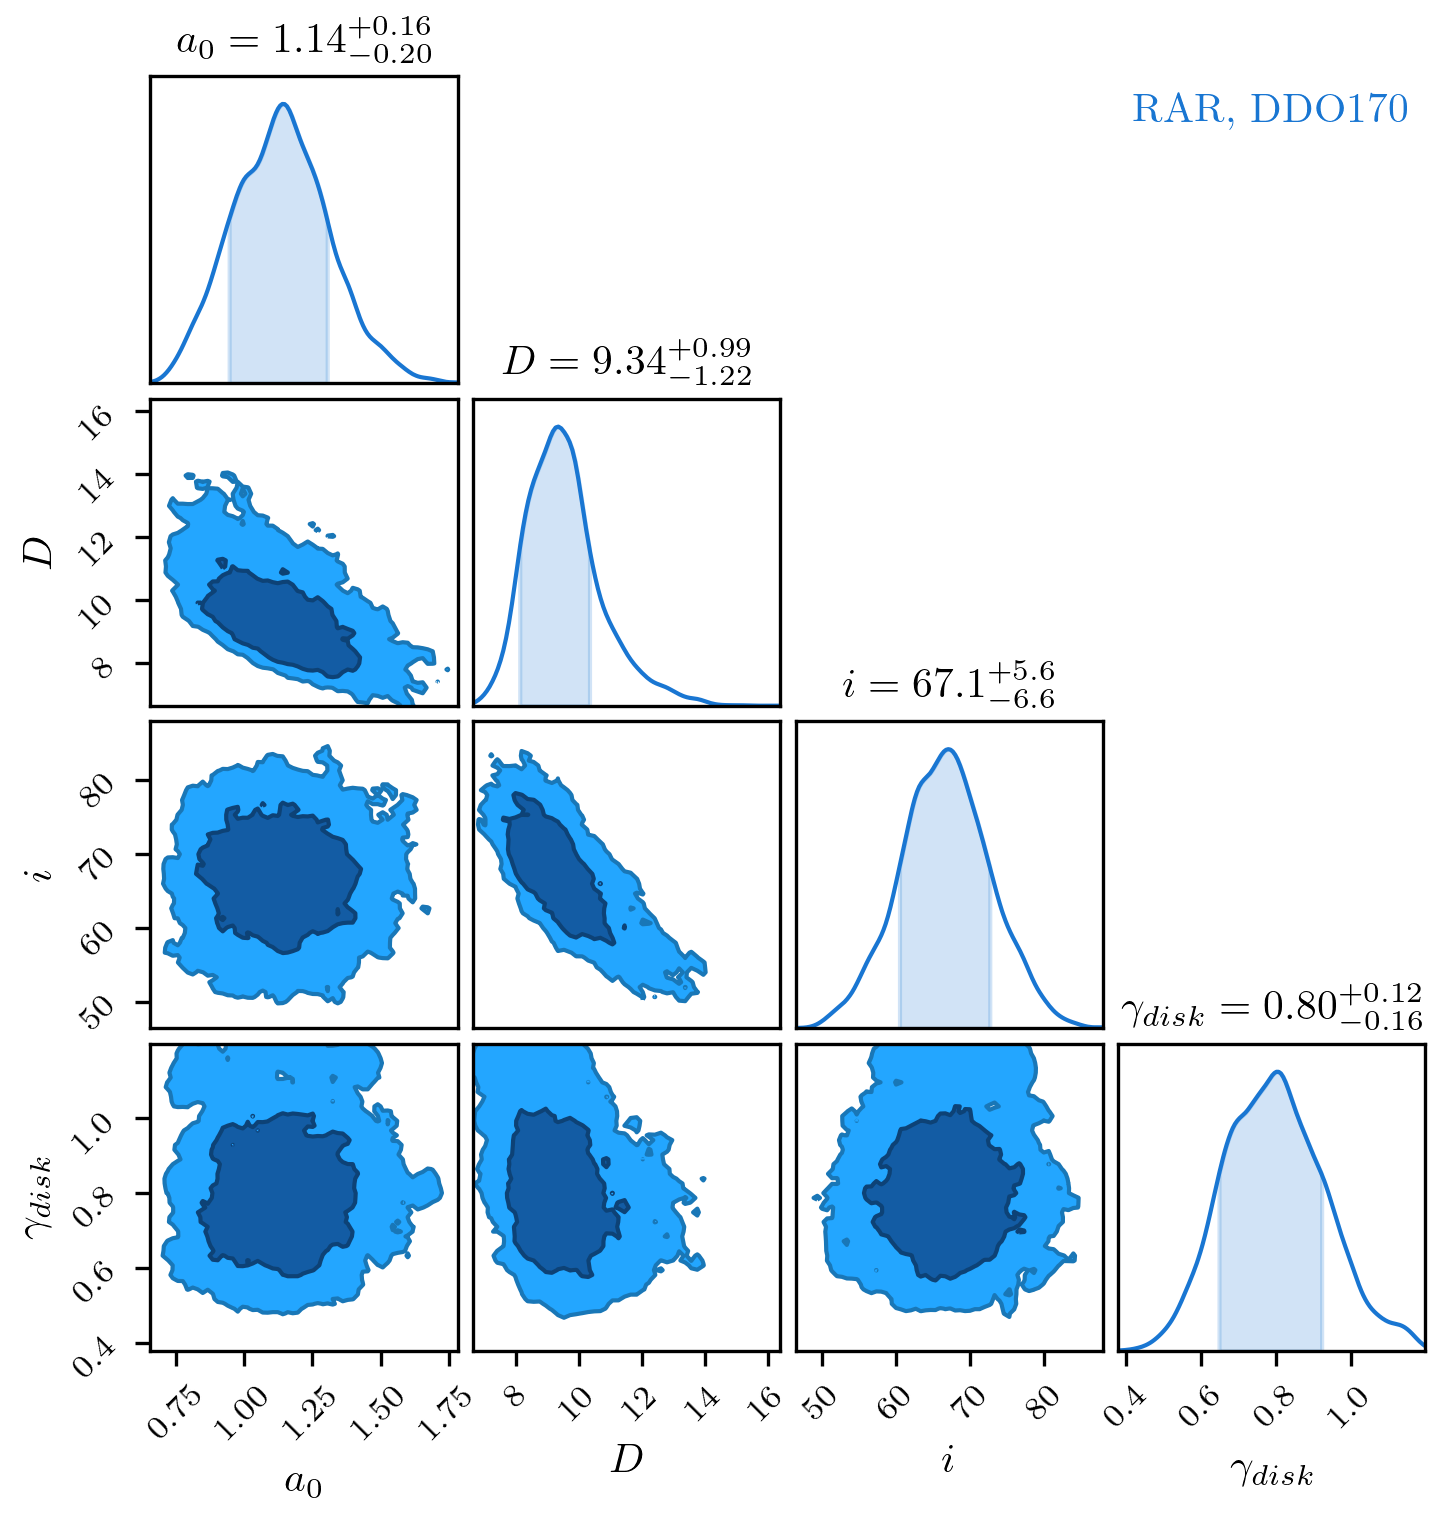 a_0 = 1.14^{+0.16}_{-0.20}
RAR, DDO170
D = 9.34^{+0.99}_{-1.22}
16
14
12
10
8
D
i = 67.1^{+5.6}_{-6.6}
80
70
60
50
i
γ_{disk} = 0.80^{+0.12}_{-0.16}
1.0
0.8
0.6
0.4
γ_{disk}
0.75 1.00 1.25 1.50 1.75 8 10 12 14 16 50 60 70 80 0.4 0.6 0.8 1.0
a_0 D i γ_{disk}